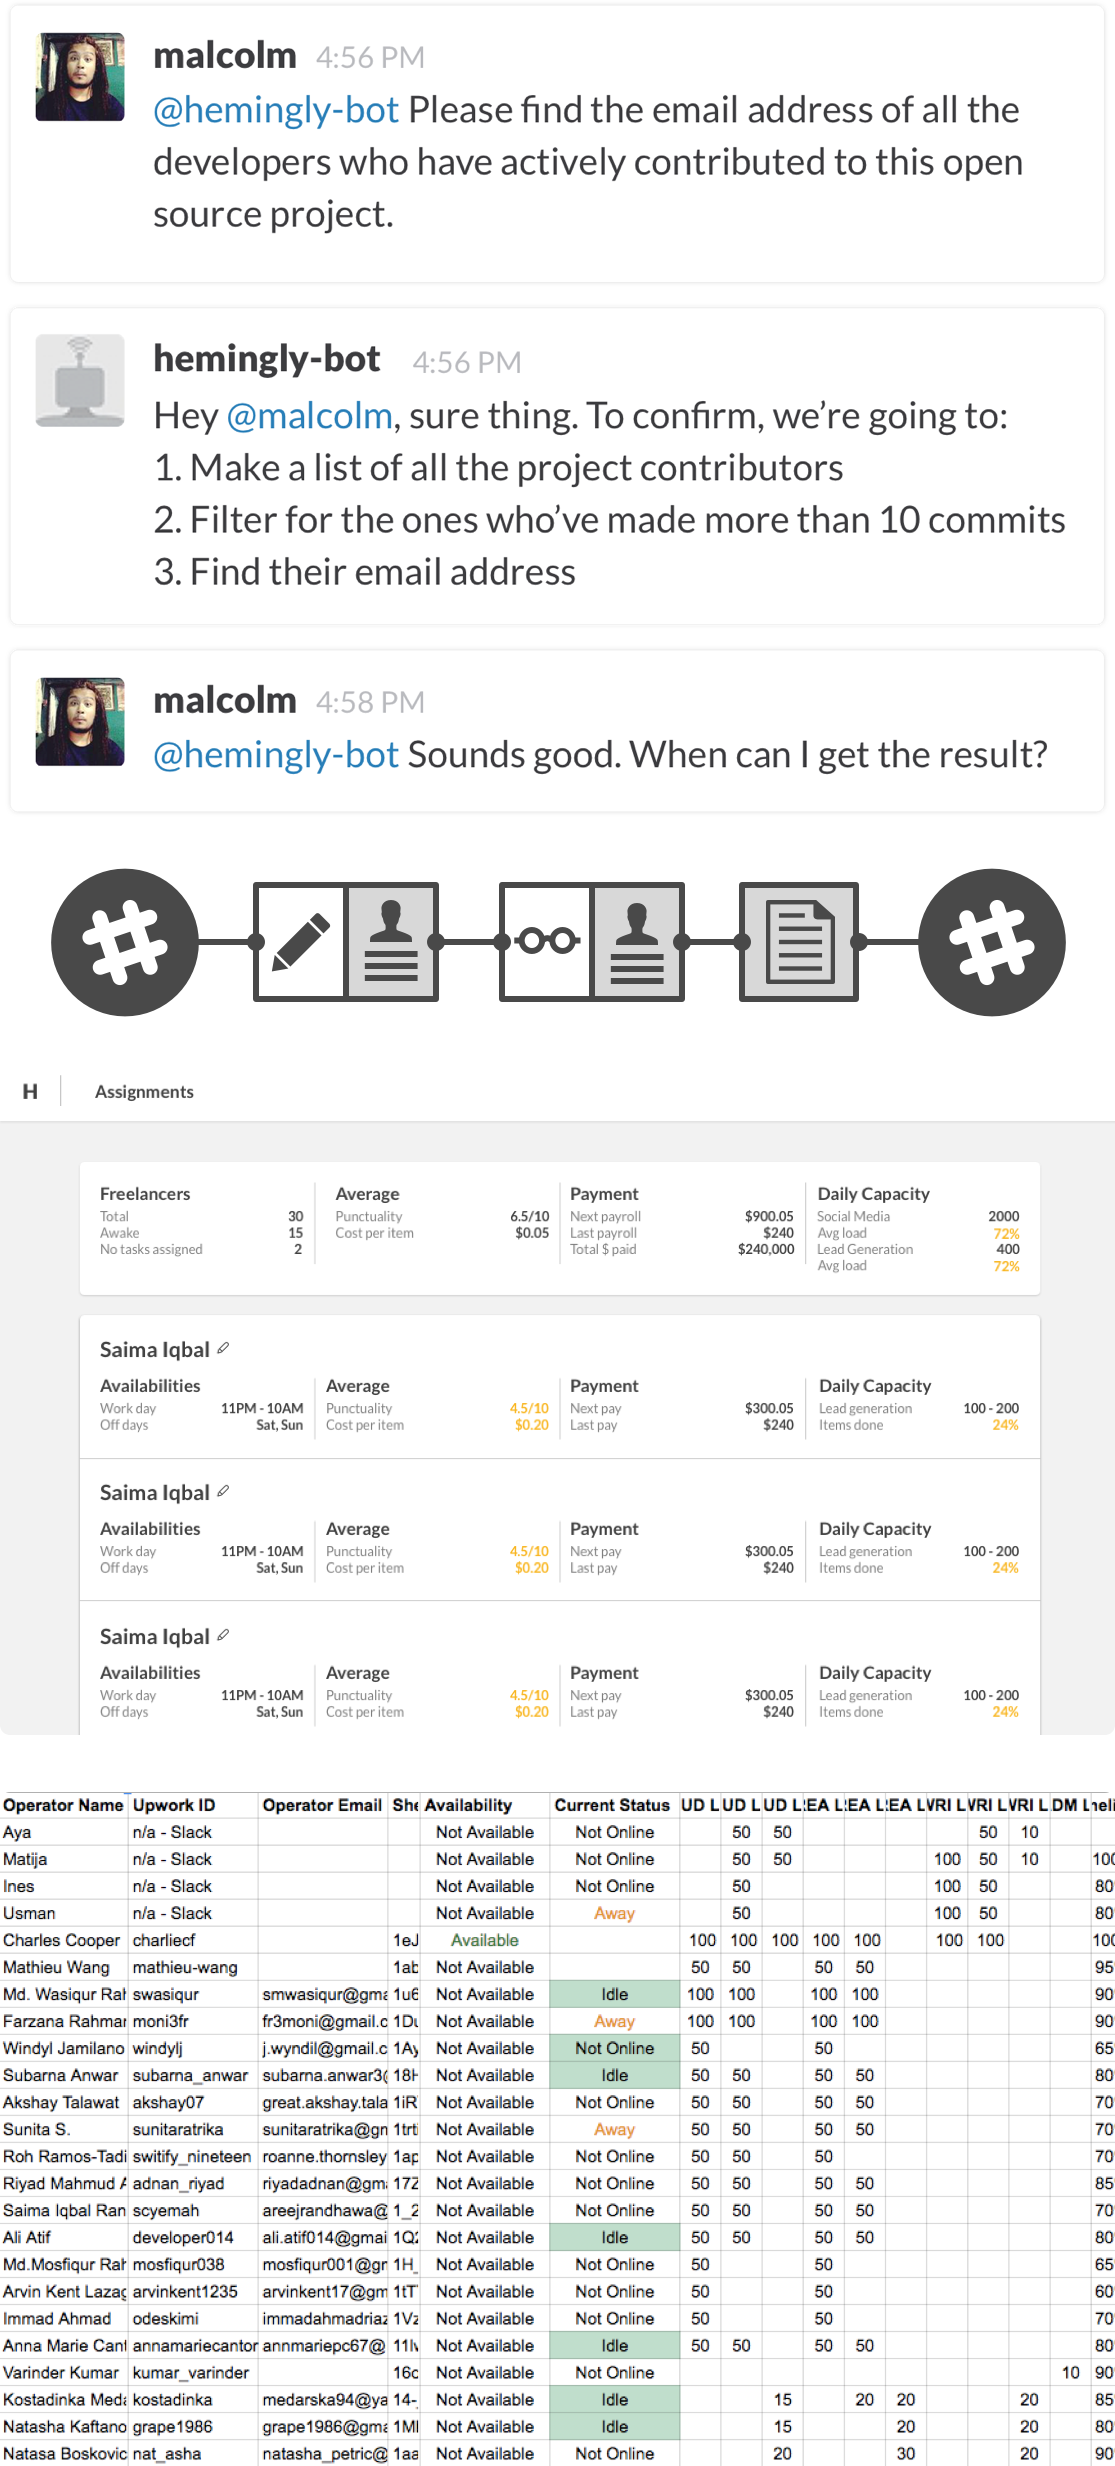 malcolm 4:56 PM
@hemingly-bot Please find the email address of all the
developers who have actively contributed to this open
source project.
hemingly-bot 4:56 PM
Hey @malcolm, sure thing. To confirm, we're going to:
1. Make a list of all the project contributors
2. Filter for the ones who've made more than 10 commits
3. Find their email address
malcolm 4:58 PM
@hemingly-bot Sounds good. When can I get the result?
H Assignments
Freelancers Average Payment Daily Capacity
Total 30 Punctuality 6.5/10 Next payroll $900.05 Social Media 2000
Awake 15 Cost per item $0.05 Last payroll $240 Avg load 72%
No tasks assigned 2 Total $ paid $240,000 Lead Generation 400
Avg load 72%
Saima Iqbal
Availabilities Average Payment Daily Capacity
Work day 11PM - 10AM Punctuality 4.5/10 Next pay $300.05 Lead generation 100 - 200
Off days Sat, Sun Cost per item $0.20 Last pay $240 Items done 24%
Saima Iqbal
Availabilities Average Payment Daily Capacity
Work day 11PM - 10AM Punctuality 4.5/10 Next pay $300.05 Lead generation 100 - 200
Off days Sat, Sun Cost per item $0.20 Last pay $240 Items done 24%
Saima Iqbal
Availabilities Average Payment Daily Capacity
Work day 11PM - 10AM Punctuality 4.5/10 Next pay $300.05 Lead generation 100 - 200
Off days Sat, Sun Cost per item $0.20 Last pay $240 Items done 24%
Operator Name Upwork ID Operator Email She Availability Current Status UD L UD L UD L EA L EA L EA L WRI L WRI L WRI L DM L
Aya n/a - Slack Not Available Not Online 50 50 50 10
Matija n/a - Slack Not Available Not Online 50 50 100 50 10 100
Ines n/a - Slack Not Available Not Online 50 100 50 80
Usman n/a - Slack Not Available Away 50 100 50 80
Charles Cooper charliecf 1eJ Available 100 100 100 100 100 100 100 100
Mathieu Wang mathieu-wang 1ab Not Available 50 50 50 50 95
Md. Wasiqur Rah swasiqur smwasiqur@gma 1u6 Not Available Idle 100 100 100 100 90
Farzana Rahmar moni3fr fr3moni@gmail.c 1Du Not Available Away 100 100 100 100 90
Windyl Jamilano windylj j.wyndil@gmail.c 1Ay Not Available Not Online 50 50 65
Subarna Anwar subarna_anwar subarna.anwar3@ 18H Not Available Idle 50 50 50 50 80
Akshay Talawat akshay07 great.akshay.tala 1iR Not Available Not Online 50 50 50 50 70
Sunita S. sunitaratrika sunitaratrika@gm 1trt Not Available Away 50 50 50 50 70
Roh Ramos-Tadi switify_nineteen roanne.thornsley 1ap Not Available Not Online 50 50 50 70
Riyad Mahmud A adnan_riyad riyadadnan@gma 17Z Not Available Not Online 50 50 50 50 85
Saima Iqbal Ran scyemah areejrandhawa@ 1_2 Not Available Not Online 50 50 50 50 70
Ali Atif developer014 ali.atif014@gmai 1Q2 Not Available Idle 50 50 50 50 80
Md.Mosfiqur Rah mosfiqur038 mosfiqur001@gm 1H_ Not Available Not Online 50 50 65
Arvin Kent Lazag arvinkent1235 arvinkent17@gm 1tT Not Available Not Online 50 50 60
Immad Ahmad odeskimi immadahmadriaz 1Vz Not Available Not Online 50 50 70
Anna Marie Cant annamariecantor annmariepc67@ 11lv Not Available Idle 50 50 50 50 80
Varinder Kumar kumar_varinder 16c Not Available Not Online 10 90
Kostadinka Meda kostadinka medarska94@ya 14- Not Available Idle 15 20 20 20 85
Natasha Kaftano grape1986 grape1986@gma 1Ml Not Available Idle 15 20 20 80
Natasa Boskovic nat_asha natasha_petric@ 1aa Not Available Not Online 20 30 20 90